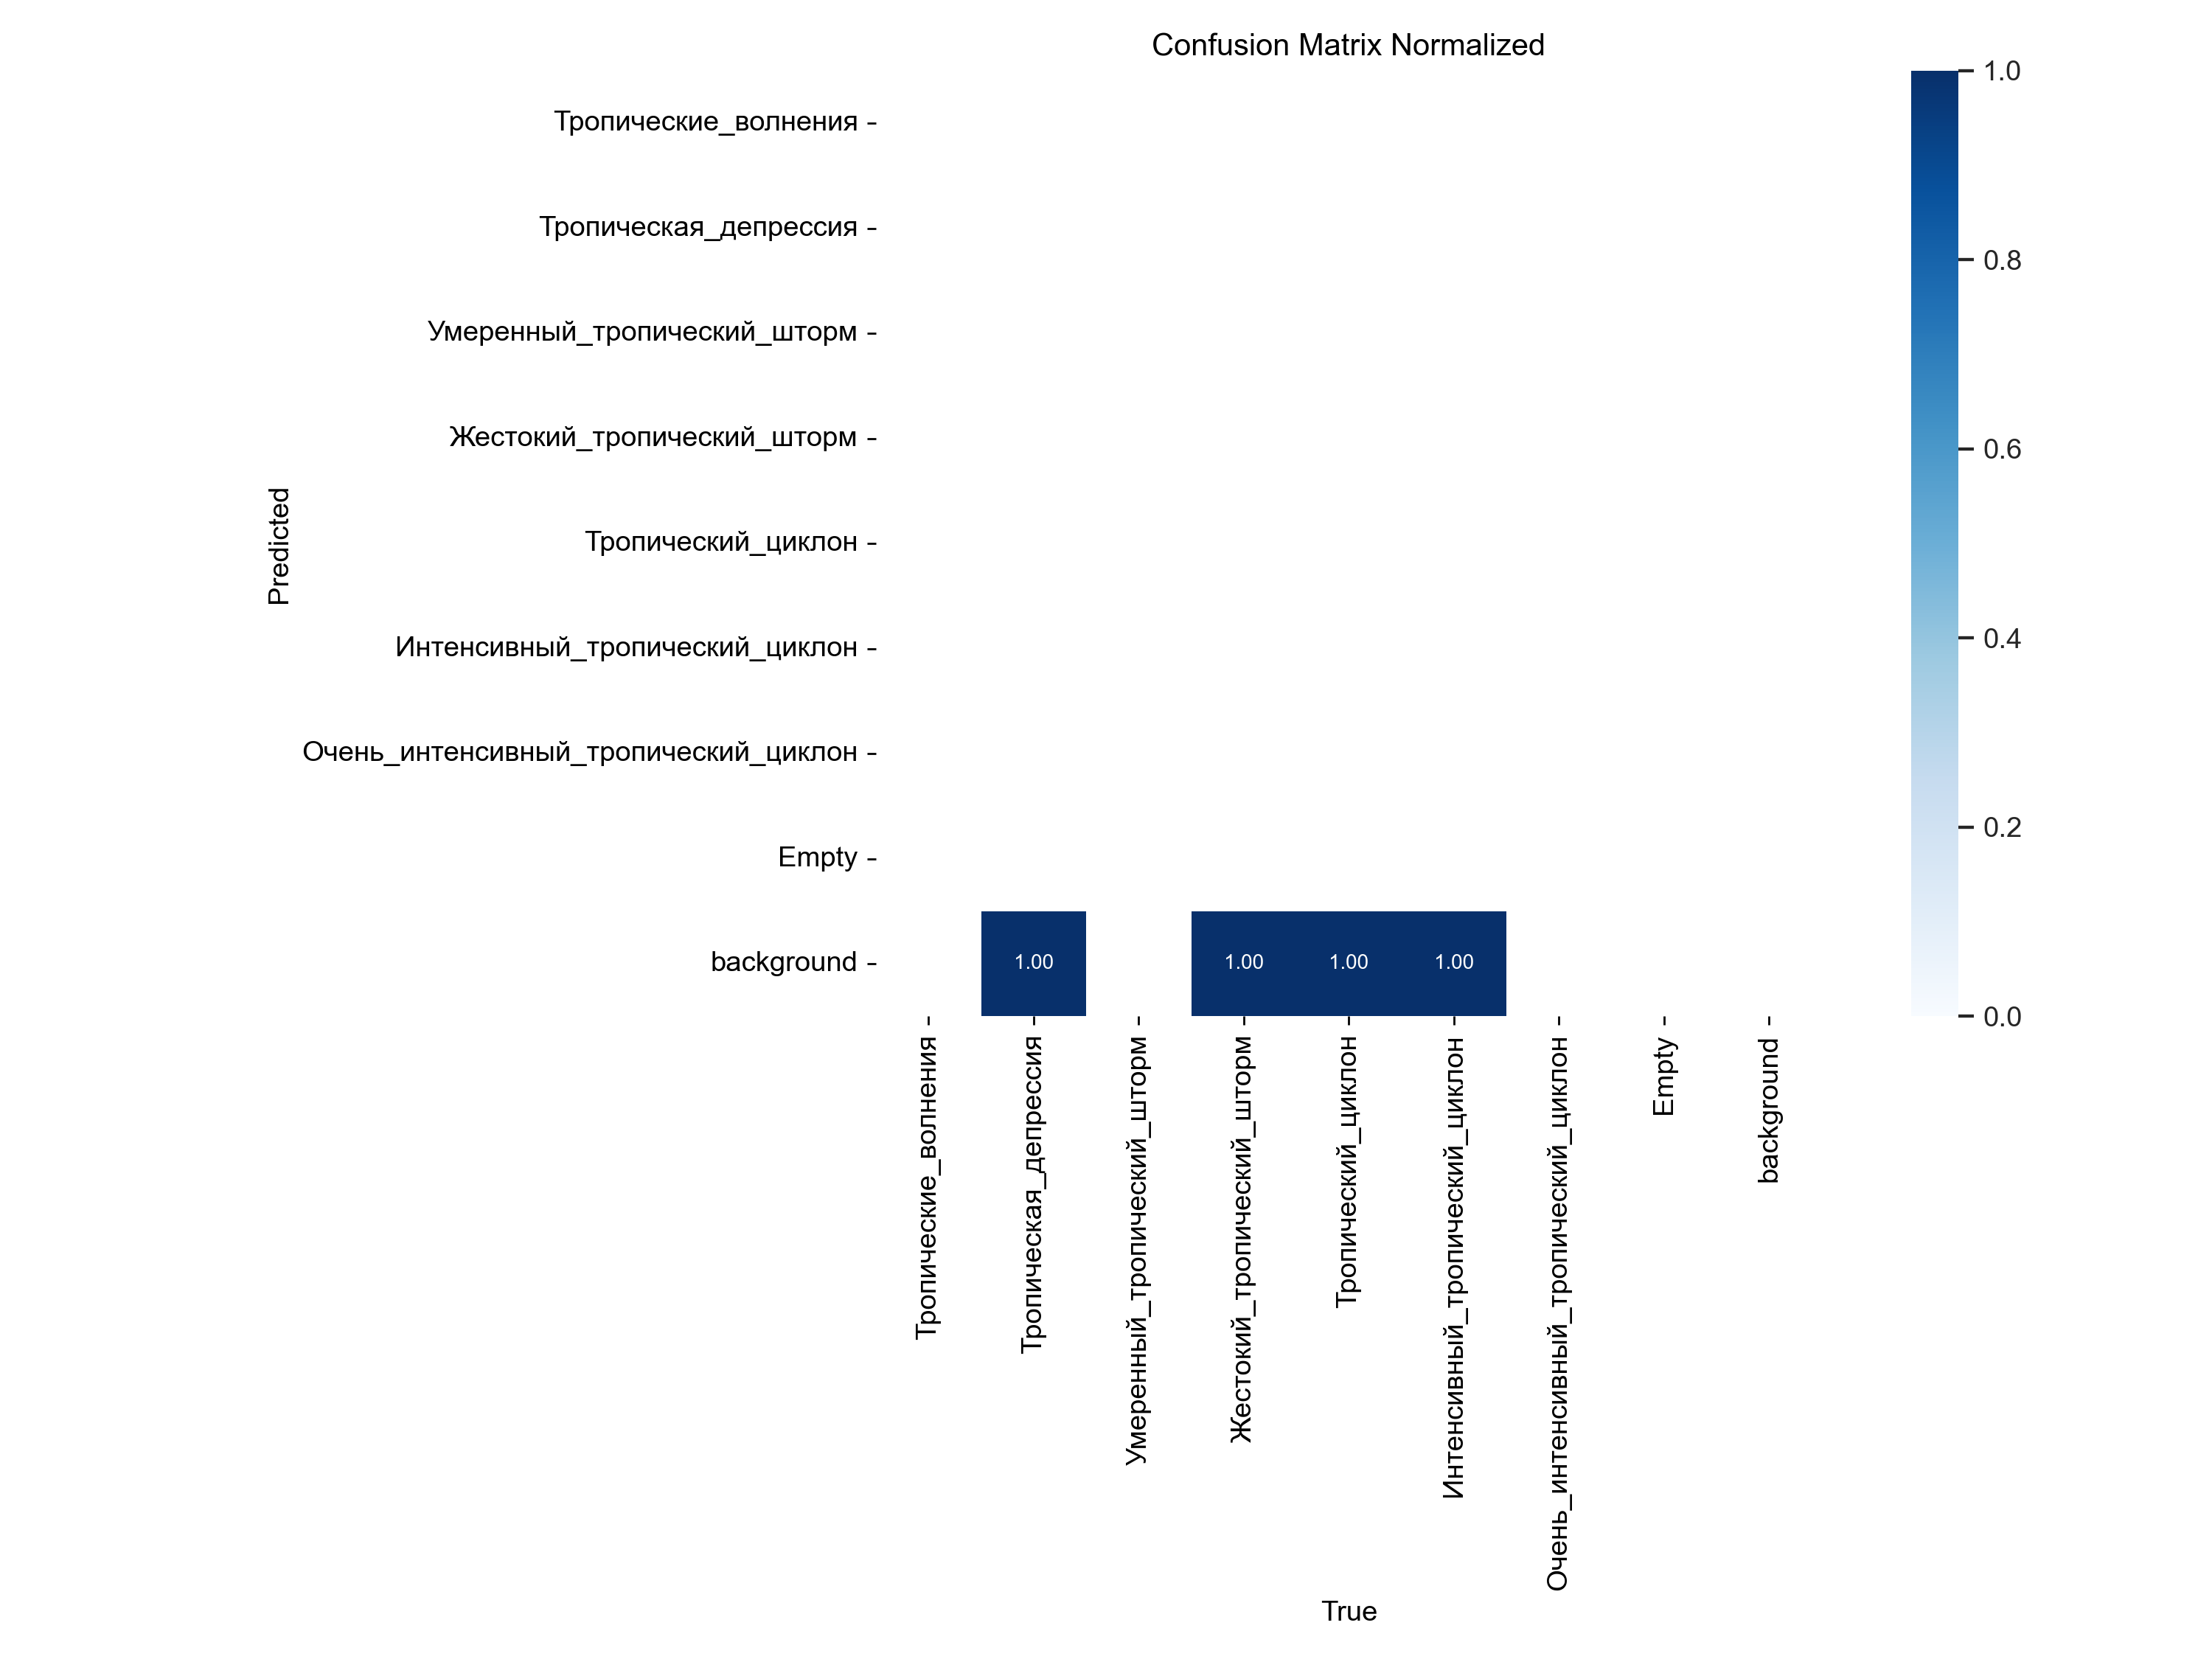 Confusion Matrix Normalized
Тропические_волнения
Тропическая_депрессия
Умеренный_тропический_шторм
Жестокий_тропический_шторм
Тропический_циклон
Интенсивный_тропический_циклон
Очень_интенсивный_тропический_циклон
Empty
background
Predicted
1.00 1.00 1.00 1.00
Тропические_волнения
Тропическая_депрессия
Умеренный_тропический_шторм
Жестокий_тропический_шторм
Тропический_циклон
Интенсивный_тропический_циклон
Очень_интенсивный_тропический_циклон
Empty
background
True
1.0
0.8
0.6
0.4
0.2
0.0